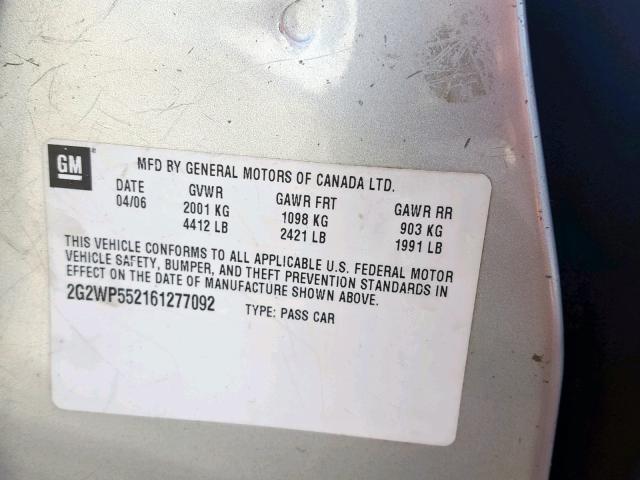 GM
MFD BY GENERAL MOTORS OF CANADA LTD.
DATE GVWR GAWR FRT GAWR RR
04/06 2001 KG 1098 KG 903 KG
4412 LB 2421 LB 1991 LB
THIS VEHICLE CONFORMS TO ALL APPLICABLE U.S. FEDERAL MOTOR
VEHICLE SAFETY, BUMPER, AND THEFT PREVENTION STANDARDS IN
EFFECT ON THE DATE OF MANUFACTURE SHOWN ABOVE.
2G2WP552161277092 TYPE: PASS CAR